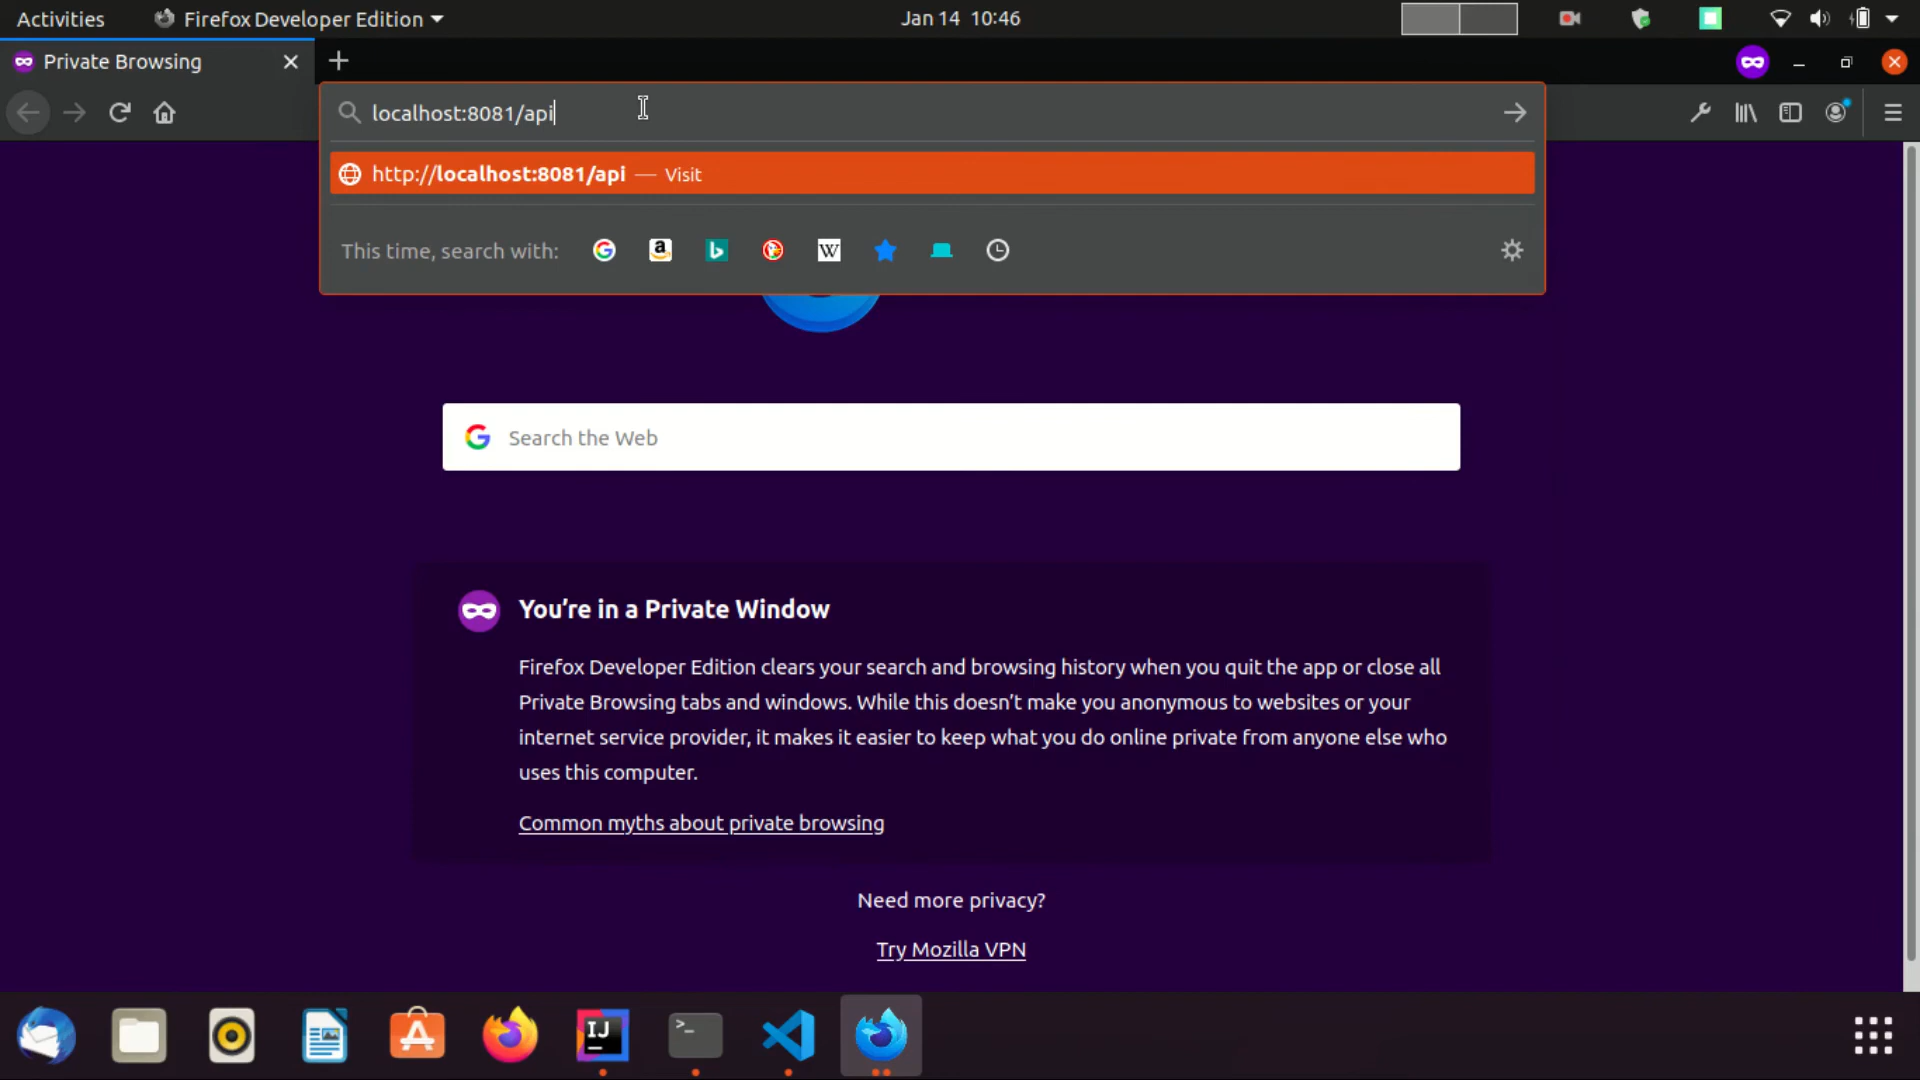 Activities
Firefox Developer Edition
Jan 14 10:46
Private Browsing
localhost:8081/api
http://localhost:8081/api — Visit
This time, search with:
Search the Web
You’re in a Private Window
Firefox Developer Edition clears your search and browsing history when you quit the app or close all
Private Browsing tabs and windows. While this doesn’t make you anonymous to websites or your
internet service provider, it makes it easier to keep what you do online private from anyone else who
uses this computer.
Common myths about private browsing
Need more privacy?
Try Mozilla VPN